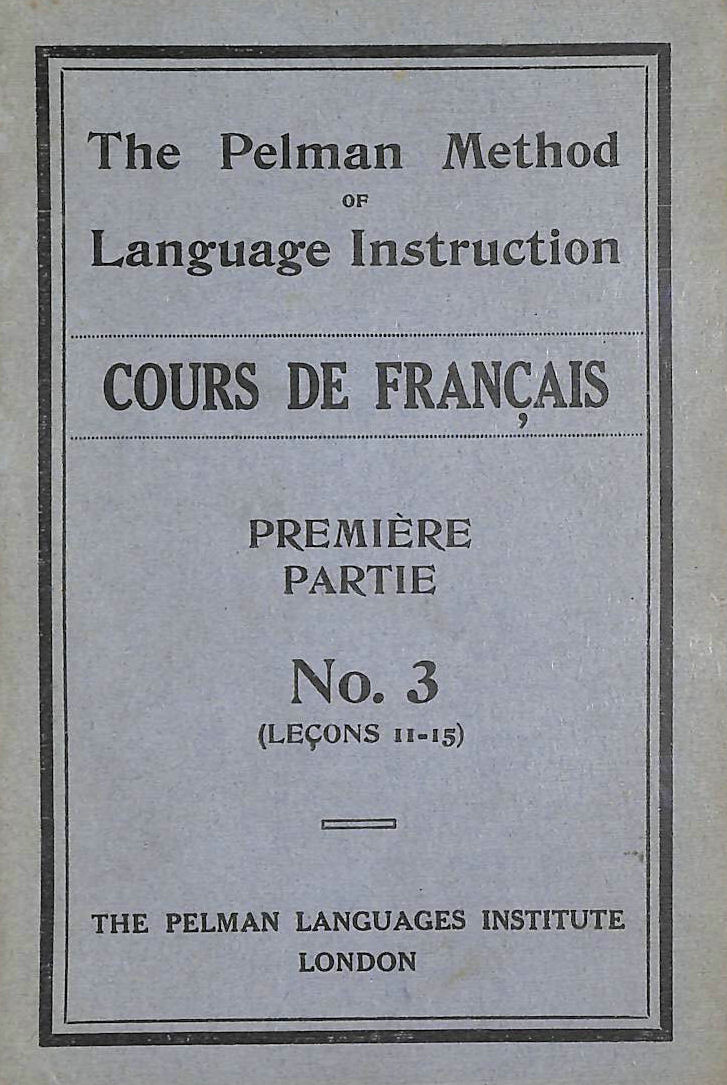 The Pelman Method
OF
Language Instruction
COURS DE FRANÇAIS
PREMIÈRE
PARTIE
No. 3
(LEÇONS 11-15)
THE PELMAN LANGUAGES INSTITUTE
LONDON